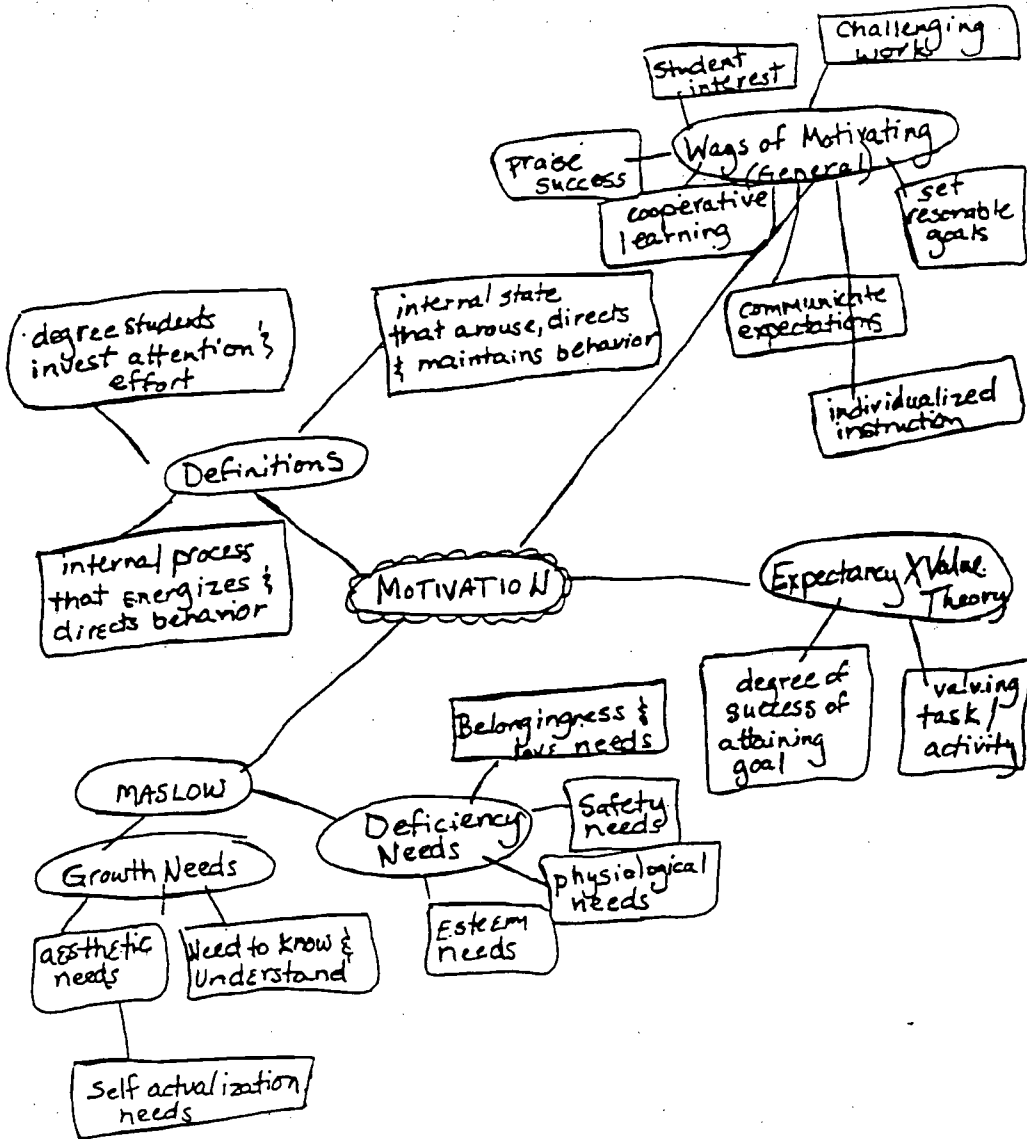 Challenging
work
Student
interest
Ways of Motivating
(General)
praise
success
cooperative
learning
set
resonable
goals
communicate
expectations
individualized
instruction
degree students
invest attention &
effort
internal state
that arouse, directs
& maintains behavior
Definitions
internal process
that energizes &
directs behavior
MOTIVATION
Expectancy X Value
Theory
degree of
success of
attaining
goal
valuing
task/
activity
MASLOW
Belongingness &
love needs
Deficiency
Needs
Safety
needs
physiological
needs
Esteem
needs
Growth Needs
aesthetic
needs
Need to know &
Understand
Self actualization
needs